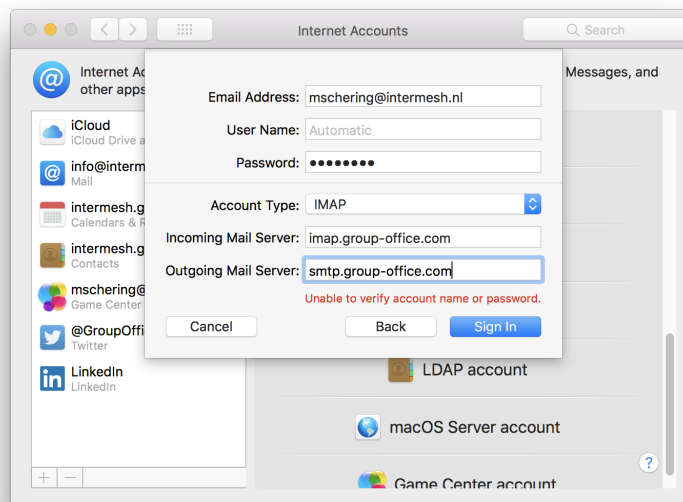 Internet Accounts
Search
Internet Ac
Messages, and
other apps
Email Address: mschering@intermesh.nl
User Name: Automatic
Password: ●●●●●●●●
Account Type: IMAP
Incoming Mail Server: imap.group-office.com
Outgoing Mail Server: smtp.group-office.com
Unable to verify account name or password.
Cancel
Back
Sign In
iCloud
iCloud Drive a
info@interm
Mail
intermesh.g
Calendars & R
intermesh.g
Contacts
mschering@
Game Center
@GroupOffi
Twitter
LinkedIn
LinkedIn
LDAP account
macOS Server account
Game Center account
?